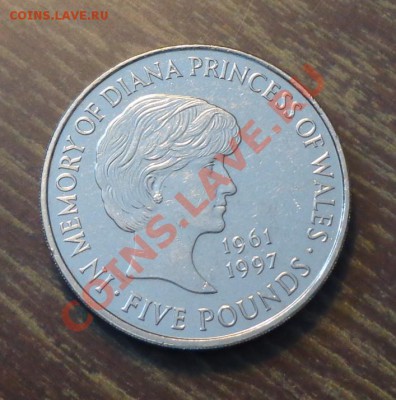 COINS.LAVE.RU
IN MEMORY OF DIANA PRINCESS OF WALES · FIVE POUNDS ·
1961
1997
COINS.LAVE.RU